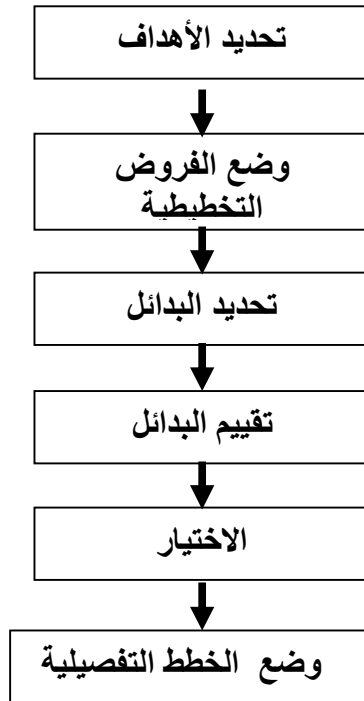 تحديد الأهداف
وضع الفروض
التخطيطية
تحديد البدائل
تقييم البدائل
الاختيار
وضع الخطط التفصيلية